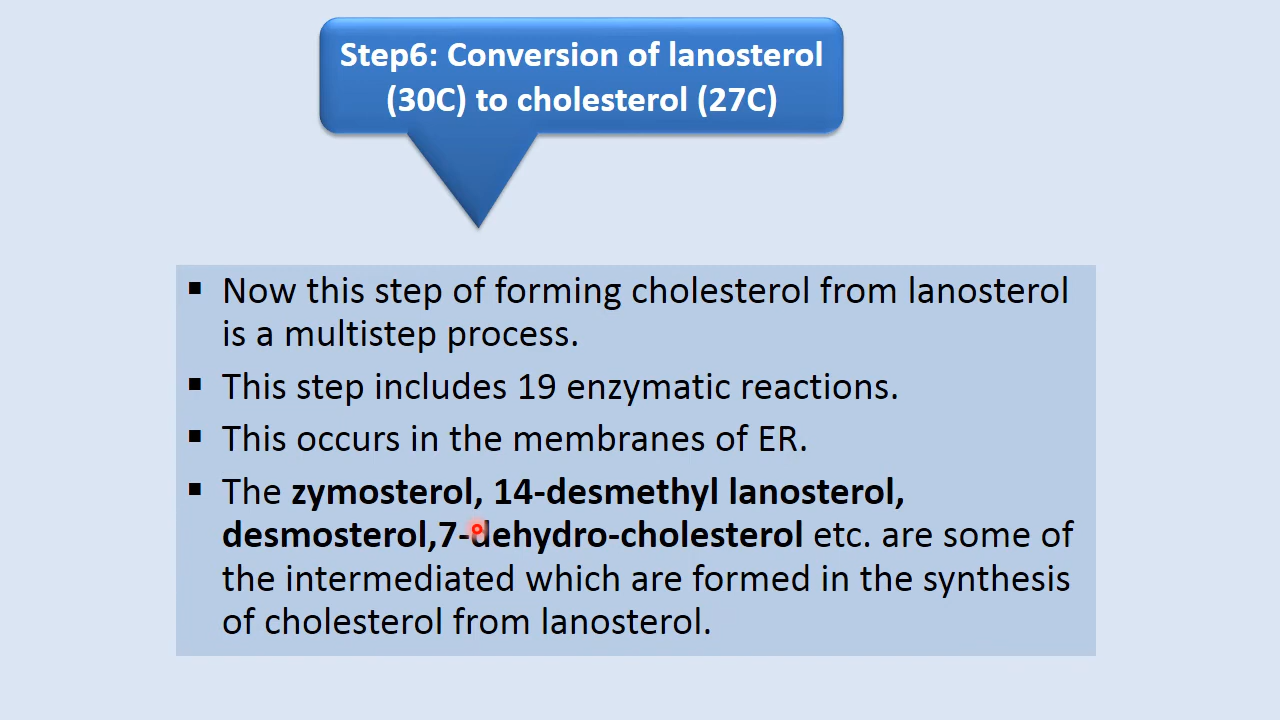 Step6: Conversion of lanosterol
(30C) to cholesterol (27C)
▪ Now this step of forming cholesterol from lanosterol
is a multistep process.
▪ This step includes 19 enzymatic reactions.
▪ This occurs in the membranes of ER.
▪ The zymosterol, 14-desmethyl lanosterol,
desmosterol,7-dehydro-cholesterol etc. are some of
the intermediated which are formed in the synthesis
of cholesterol from lanosterol.